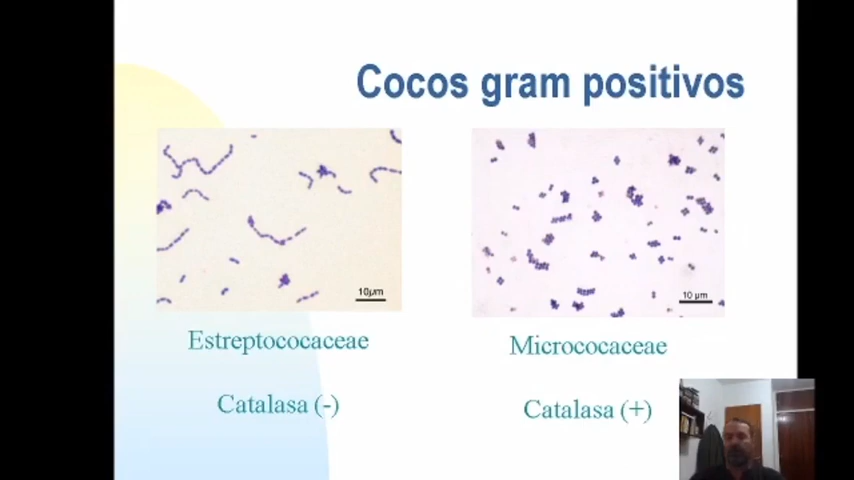 Cocos gram positivos
10µm
10 µm
Estreptococaceae
Micrococaceae
Catalasa (-)
Catalasa (+)